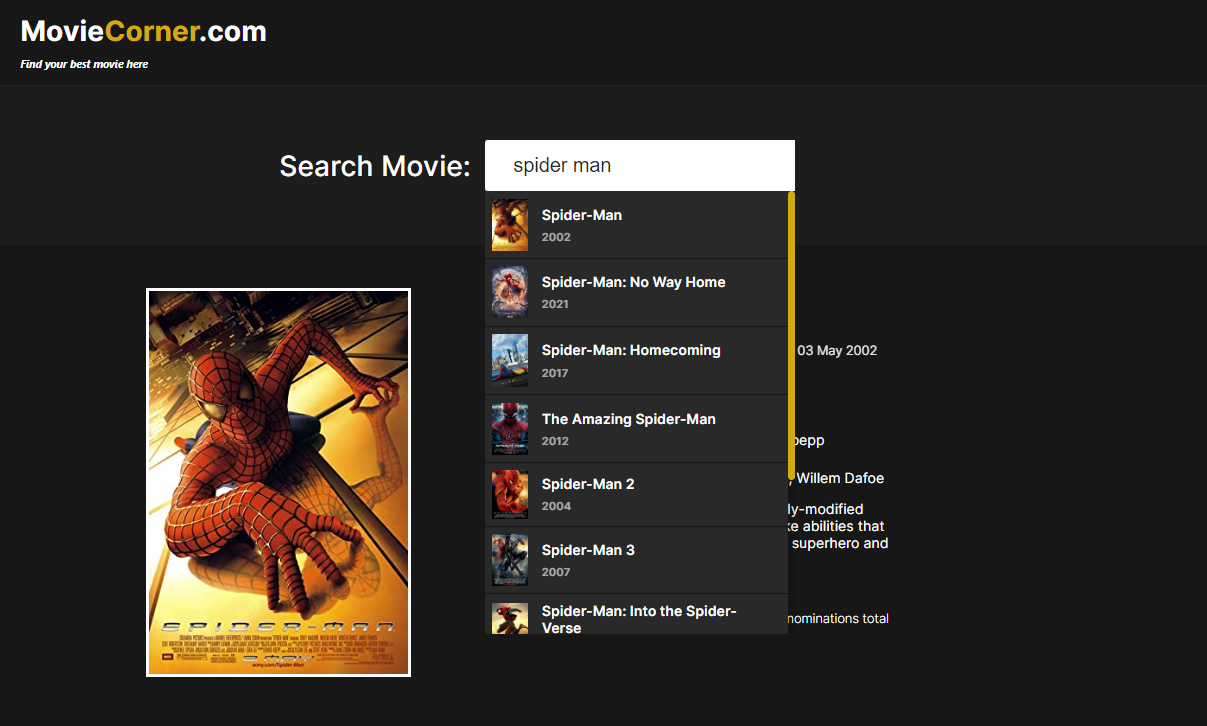 MovieCorner.com
Find your best movie here
Search Movie:
spider man
Spider-Man
2002
Spider-Man: No Way Home
2021
Spider-Man: Homecoming
2017
The Amazing Spider-Man
2012
Spider-Man 2
2004
Spider-Man 3
2007
Spider-Man: Into the Spider-
Verse
03 May 2002
oepp
, Willem Dafoe
ly-modified
ke abilities that
superhero and
nominations total
SPIDER-MAN
sony.com/Spider-Man